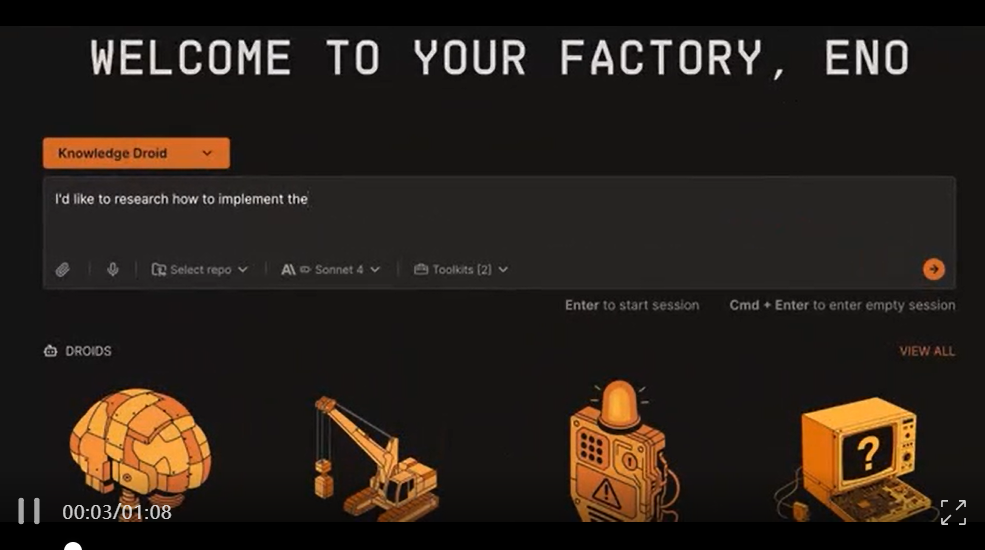 WELCOME TO YOUR FACTORY, ENO
Knowledge Droid
I'd like to research how to implement the
Select repo
A\ Sonnet 4
Toolkits [2]
Enter to start session
Cmd + Enter to enter empty session
DROIDS
VIEW ALL
?
00:03/01:08